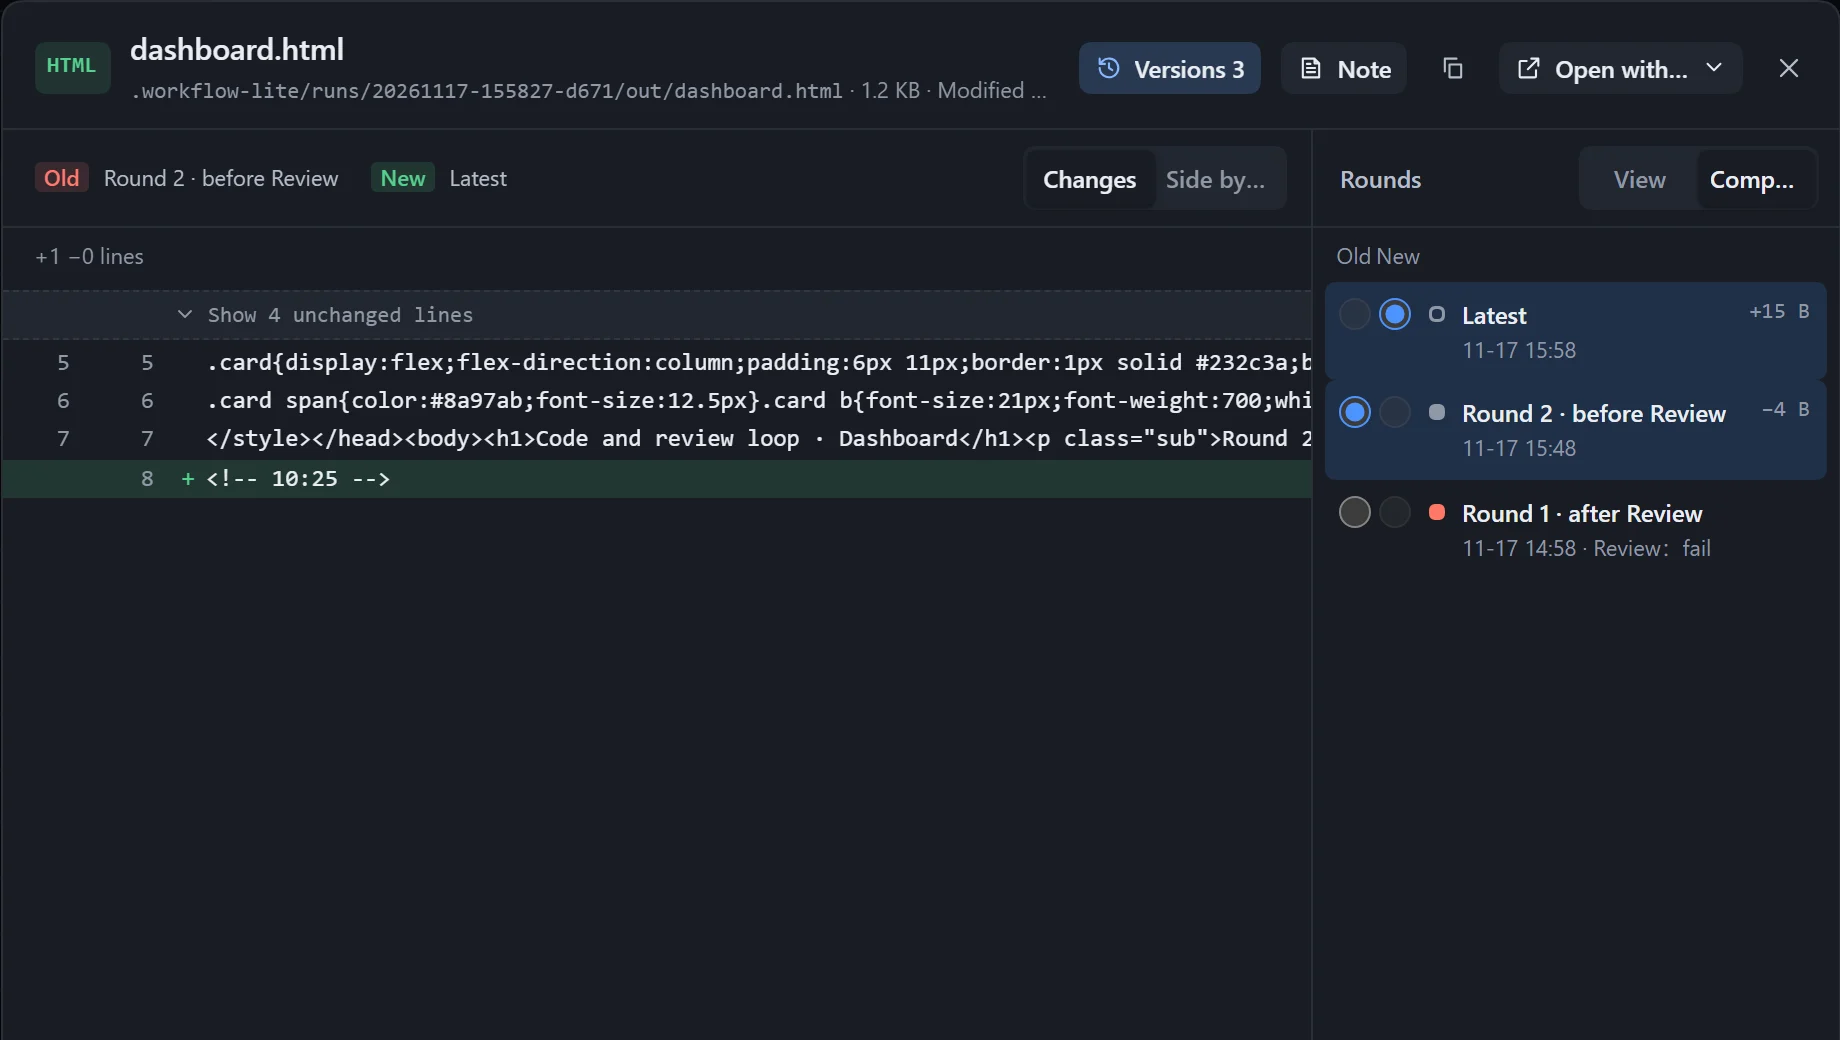 HTML
dashboard.html
.workflow-lite/runs/20261117-155827-d671/out/dashboard.html · 1.2 KB · Modified ...
Versions 3
Note
Open with...
Old Round 2 · before Review New Latest
Changes Side by...
Rounds
View Comp...
+1 −0 lines
Show 4 unchanged lines
5 5 .card{display:flex;flex-direction:column;padding:6px 11px;border:1px solid #232c3a;b
6 6 .card span{color:#8a97ab;font-size:12.5px}.card b{font-size:21px;font-weight:700;whi
7 7 </style></head><body><h1>Code and review loop · Dashboard</h1><p class="sub">Round 2
8 + <!-- 10:25 -->
Old New
Latest +15 B
11-17 15:58
Round 2 · before Review −4 B
11-17 15:48
Round 1 · after Review
11-17 14:58 · Review： fail